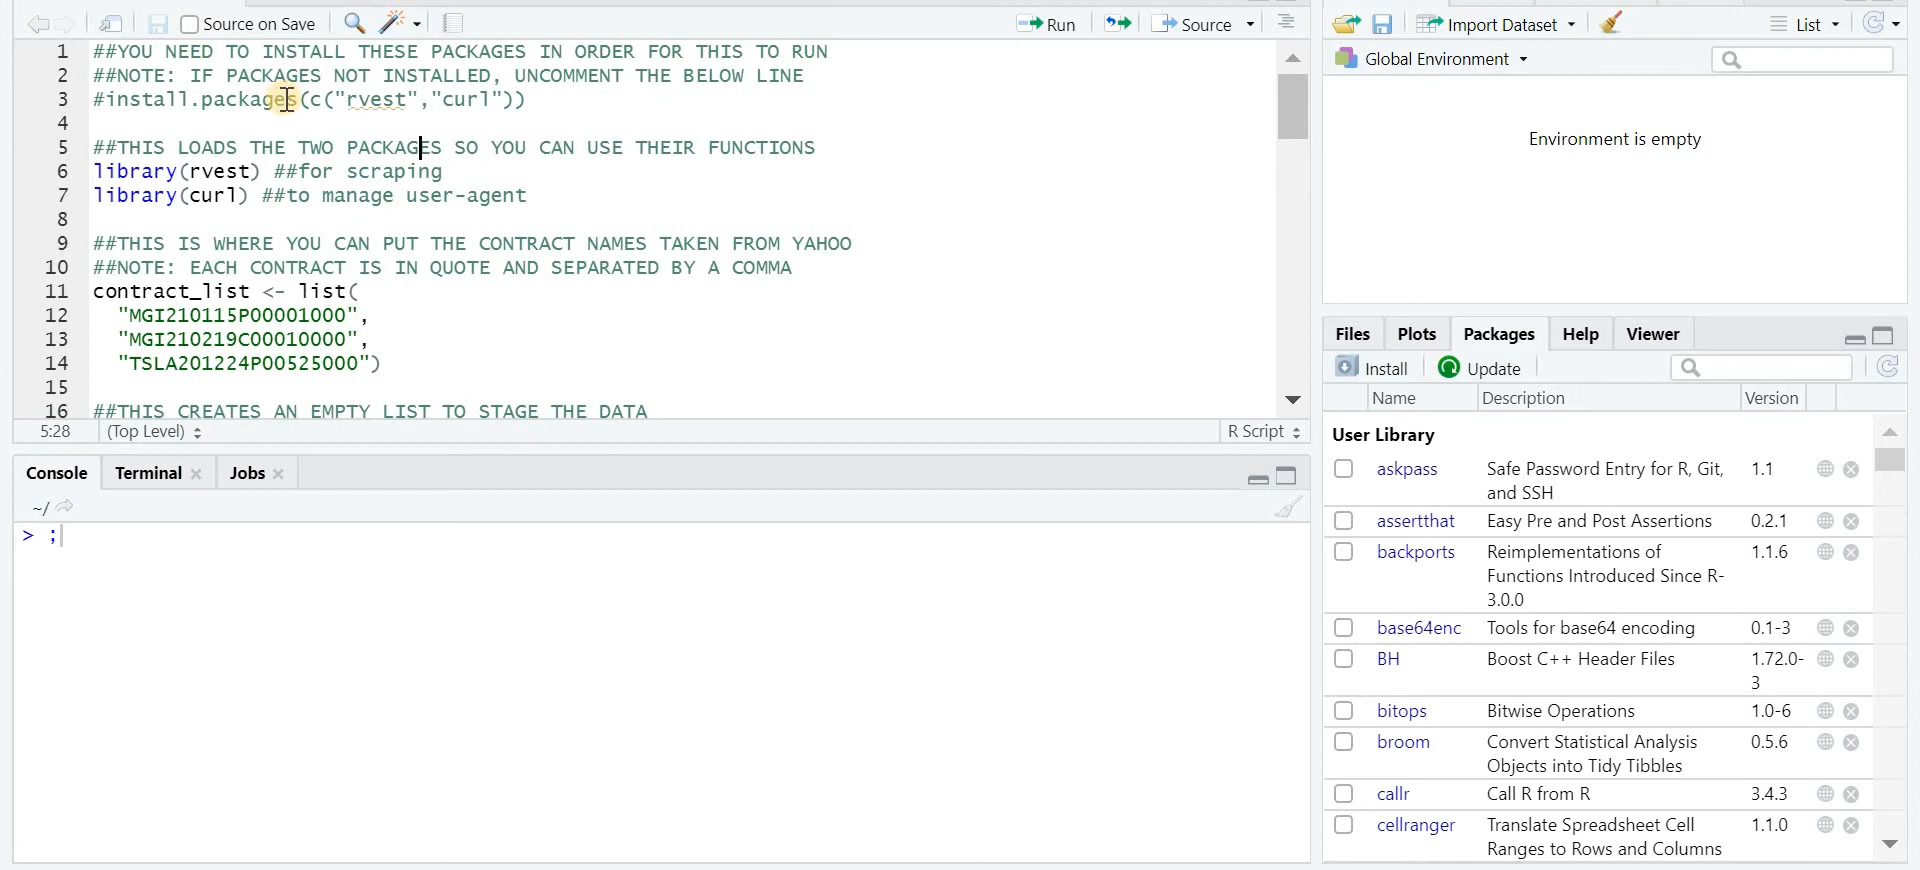 Source on Save
Run
Source
1 ##YOU NEED TO INSTALL THESE PACKAGES IN ORDER FOR THIS TO RUN
2 ##NOTE: IF PACKAGES NOT INSTALLED, UNCOMMENT THE BELOW LINE
3 #install.packages(c("rvest","curl"))
4
5 ##THIS LOADS THE TWO PACKAGES SO YOU CAN USE THEIR FUNCTIONS
6 library(rvest) ##for scraping
7 library(curl) ##to manage user-agent
8
9 ##THIS IS WHERE YOU CAN PUT THE CONTRACT NAMES TAKEN FROM YAHOO
10 ##NOTE: EACH CONTRACT IS IN QUOTE AND SEPARATED BY A COMMA
11 contract_list <- list(
12 "MGI210115P00001000",
13 "MGI210219C00010000",
14 "TSLA201224P00525000")
15
16 ##THIS CREATES AN EMPTY LIST TO STAGE THE DATA
5:28 (Top Level) R Script
Console Terminal Jobs
~/
> ;
Import Dataset List
Global Environment
Environment is empty
Files Plots Packages Help Viewer
Install Update
Name Description Version
User Library
askpass Safe Password Entry for R, Git, 1.1
and SSH
assertthat Easy Pre and Post Assertions 0.2.1
backports Reimplementations of 1.1.6
Functions Introduced Since R-
3.0.0
base64enc Tools for base64 encoding 0.1-3
BH Boost C++ Header Files 1.72.0-
3
bitops Bitwise Operations 1.0-6
broom Convert Statistical Analysis 0.5.6
Objects into Tidy Tibbles
callr Call R from R 3.4.3
cellranger Translate Spreadsheet Cell 1.1.0
Ranges to Rows and Columns